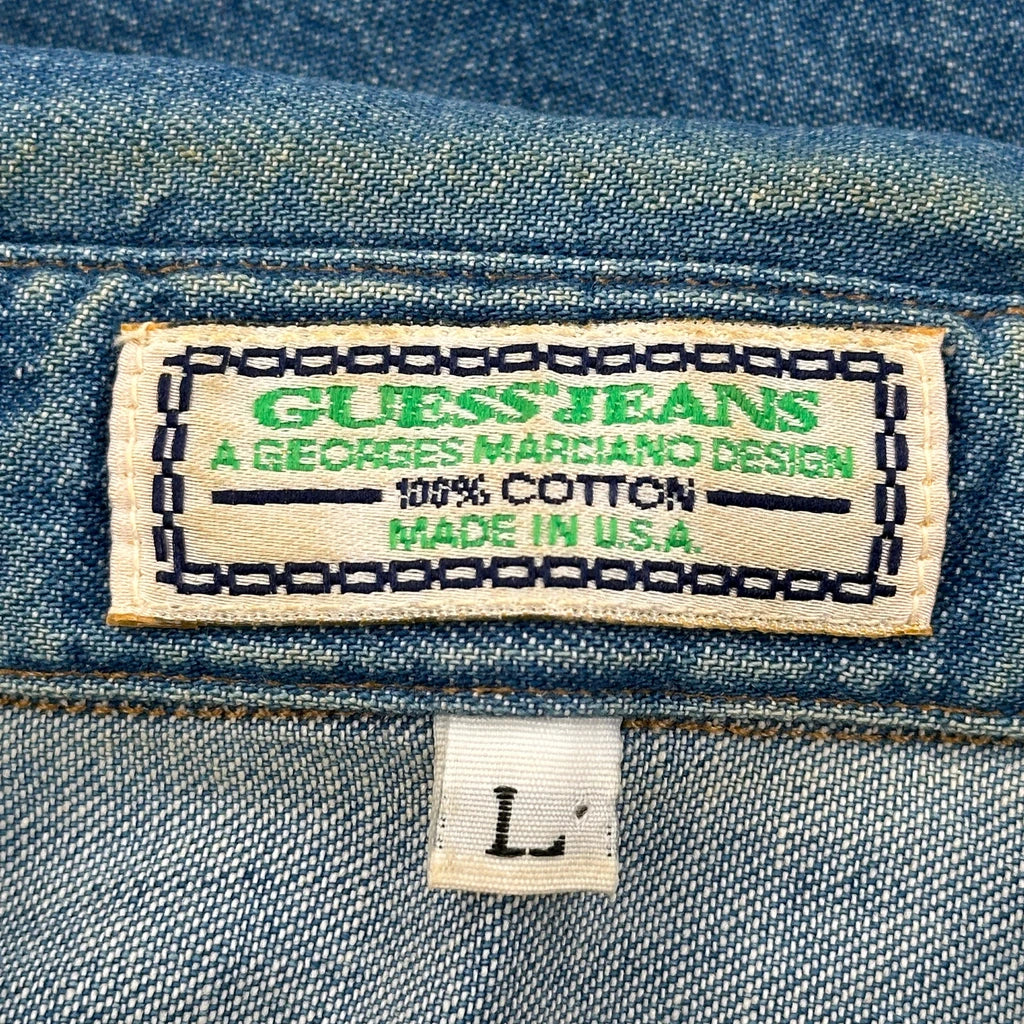 GUESS'JEANS
A GEORGES MARCIANO DESIGN
100% COTTON
MADE IN U.S.A.
L